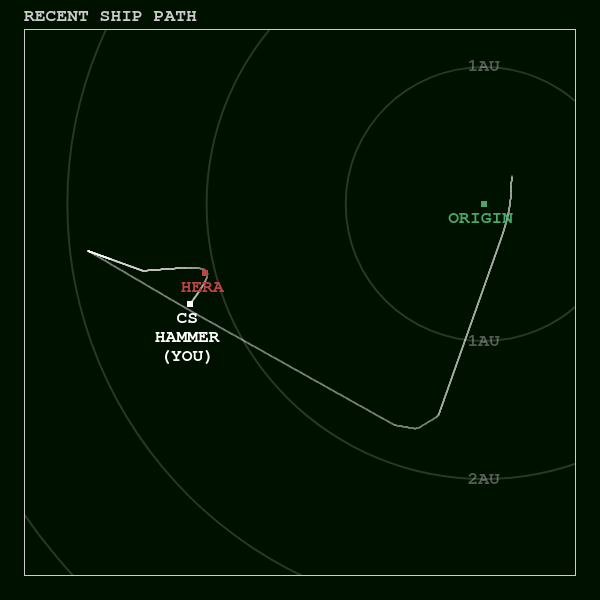 RECENT SHIP PATH
1AU
ORIGIN
HERA
CS
HAMMER
(YOU)
1AU
2AU